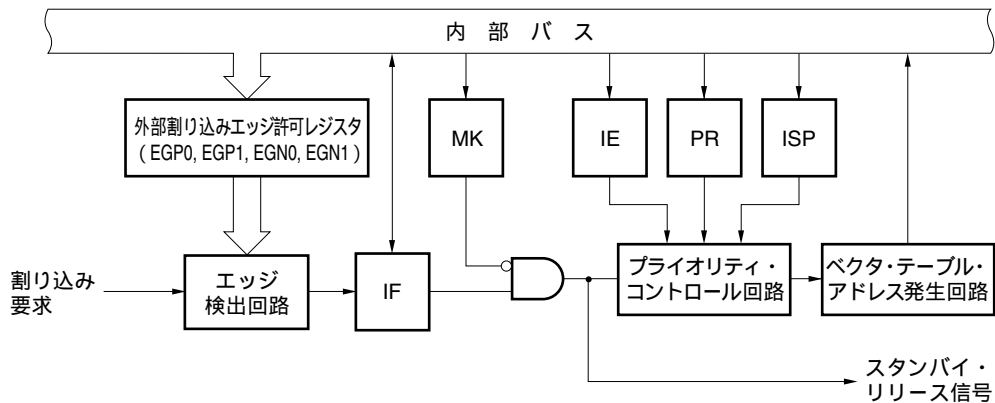 内 部 バ ス
外部割り込みエッジ許可レジスタ
( EGP0, EGP1, EGN0, EGN1 )
MK
IE
PR
ISP
割り込み
要求
エッジ
検出回路
IF
プライオリティ・
コントロール回路
ベクタ・テーブル・
アドレス発生回路
スタンバイ・
リリース信号